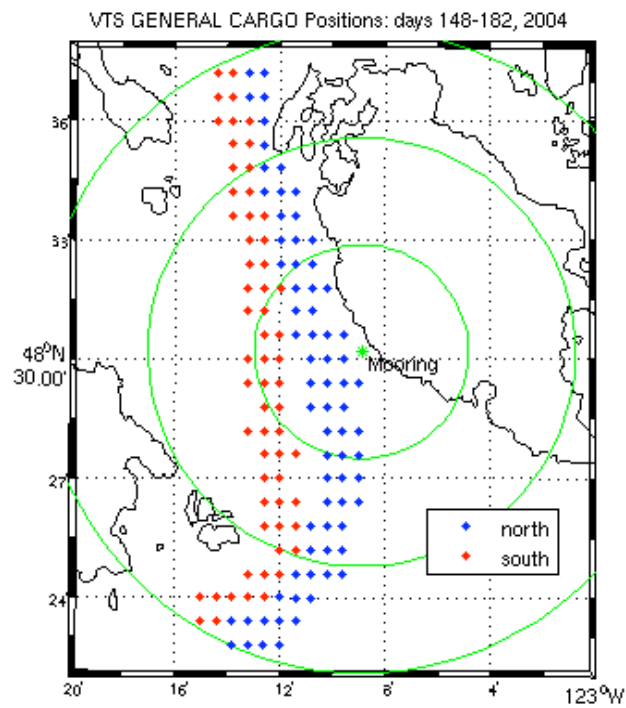 VTS GENERAL CARGO Positions: days 148-182, 2004
36
33
48°N
30.00'
Mooring
27
north
south
24
20' 16' 12' 8' 4' 123°W